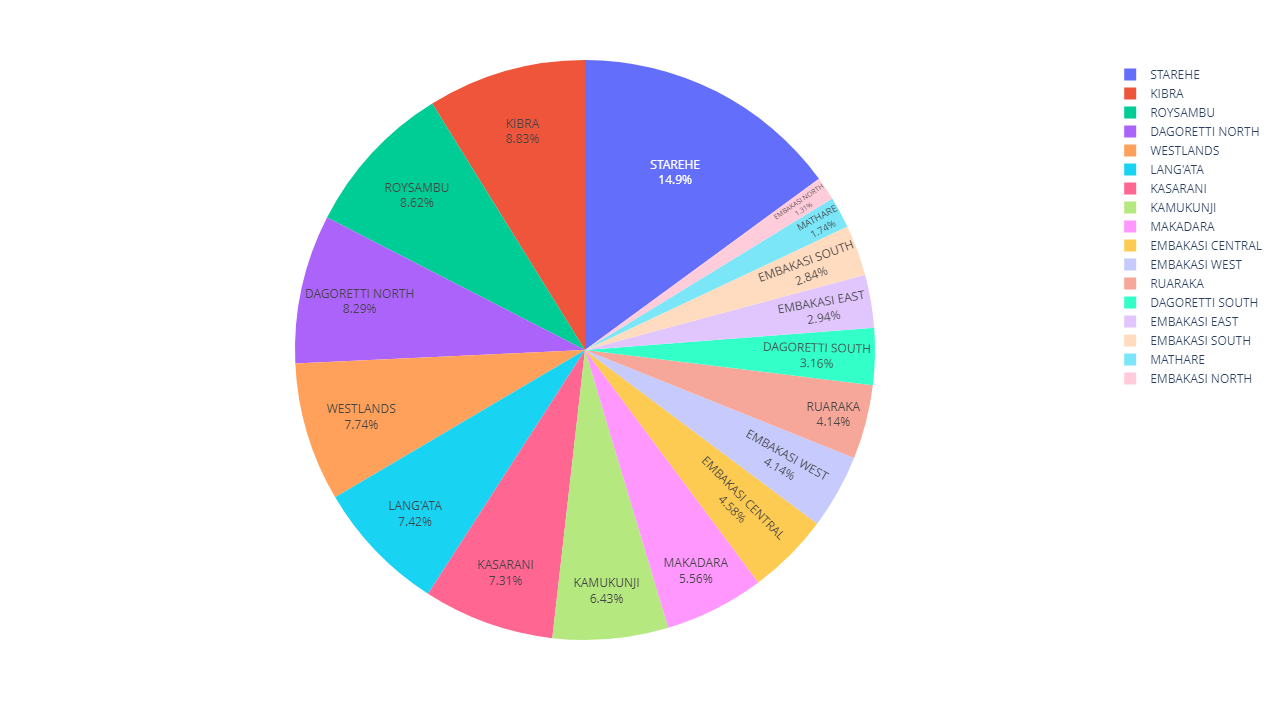 STAREHE
14.9%
KIBRA
8.83%
ROYSAMBU
8.62%
DAGORETTI NORTH
8.29%
WESTLANDS
7.74%
LANG'ATA
7.42%
KASARANI
7.31%
KAMUKUNJI
6.43%
MAKADARA
5.56%
EMBAKASI CENTRAL
4.58%
EMBAKASI WEST
4.14%
RUARAKA
4.14%
DAGORETTI SOUTH
3.16%
EMBAKASI EAST
2.94%
EMBAKASI SOUTH
2.84%
MATHARE
1.74%
EMBAKASI NORTH
1.31%
STAREHE
KIBRA
ROYSAMBU
DAGORETTI NORTH
WESTLANDS
LANG'ATA
KASARANI
KAMUKUNJI
MAKADARA
EMBAKASI CENTRAL
EMBAKASI WEST
RUARAKA
DAGORETTI SOUTH
EMBAKASI EAST
EMBAKASI SOUTH
MATHARE
EMBAKASI NORTH